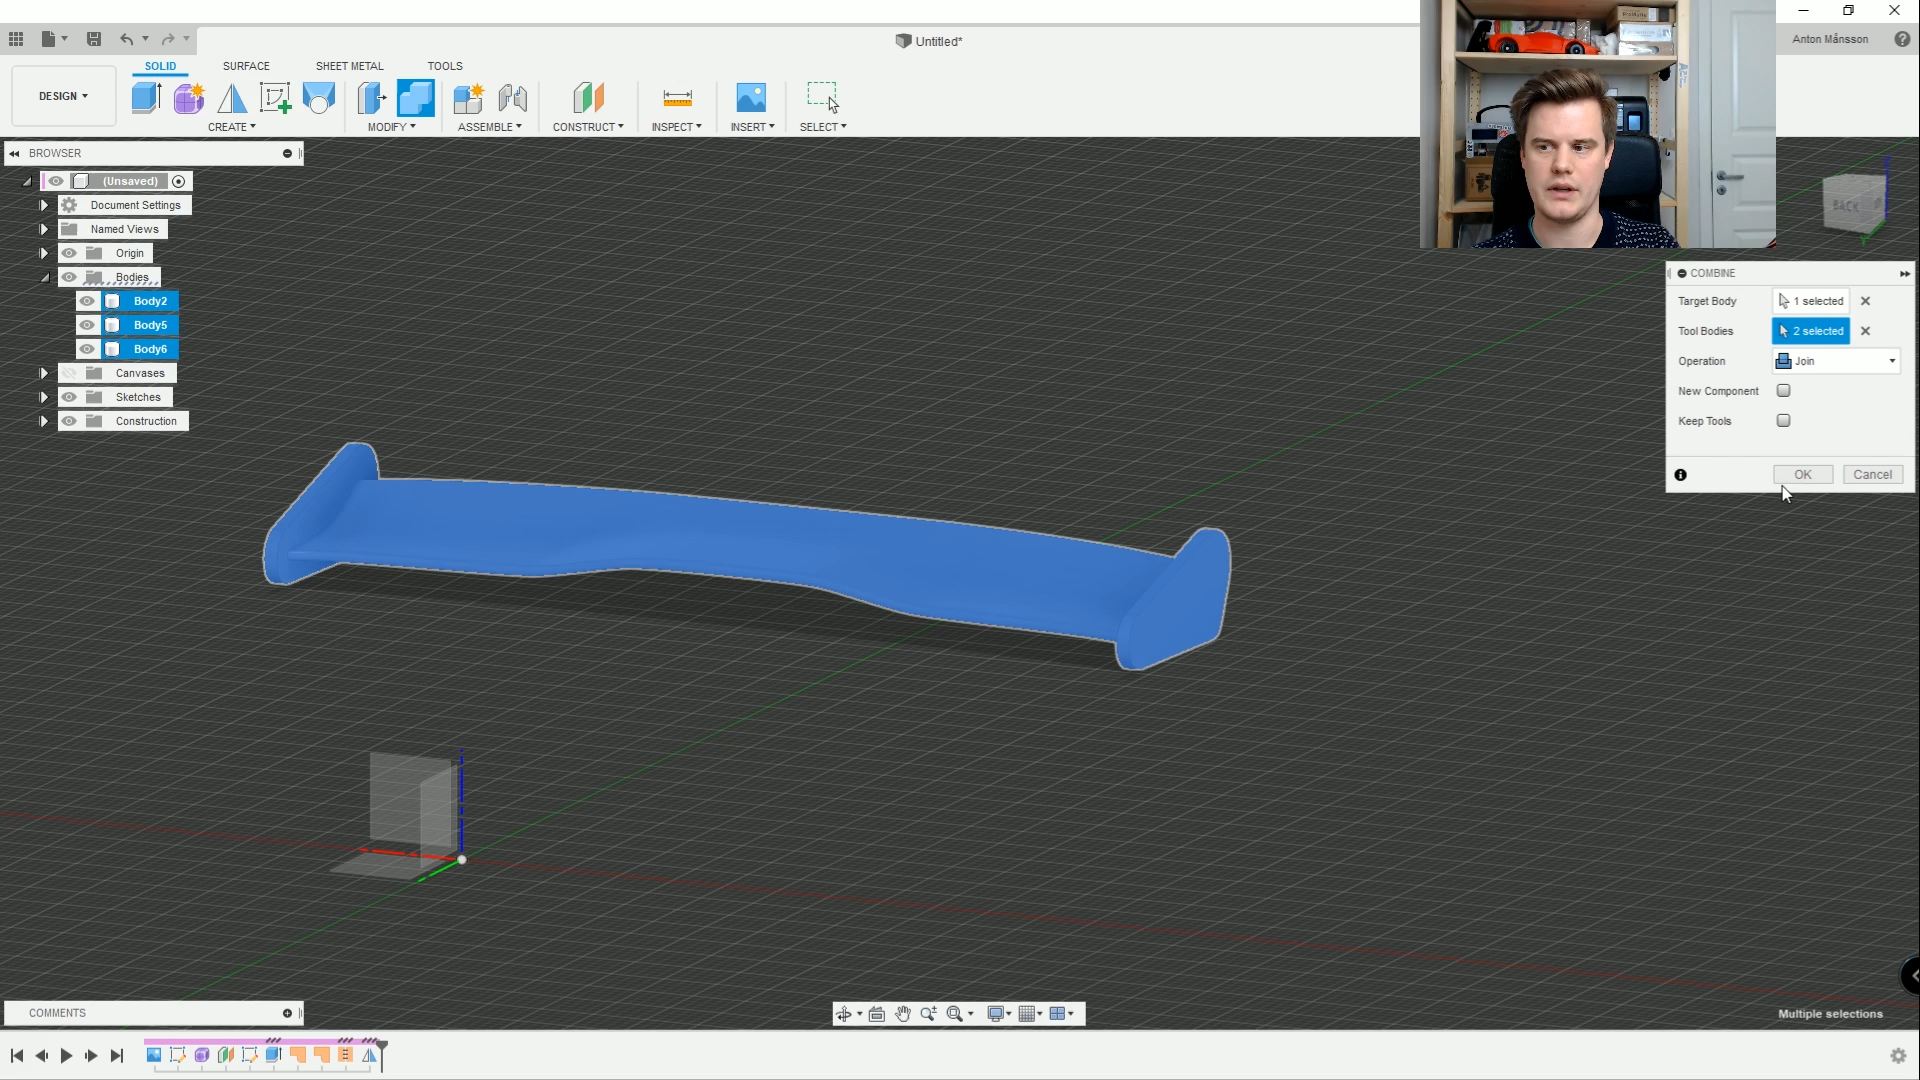 Untitled*
Anton Månsson
DESIGN
SOLID
SURFACE
SHEET METAL
TOOLS
CREATE
MODIFY
ASSEMBLE
CONSTRUCT
INSPECT
INSERT
SELECT
BROWSER
(Unsaved)
Document Settings
Named Views
Origin
Bodies
Body2
Body5
Body6
Canvases
Sketches
Construction
BACK
COMBINE
Target Body
1 selected
Tool Bodies
2 selected
Operation
Join
New Component
Keep Tools
OK
Cancel
COMMENTS
Multiple selections